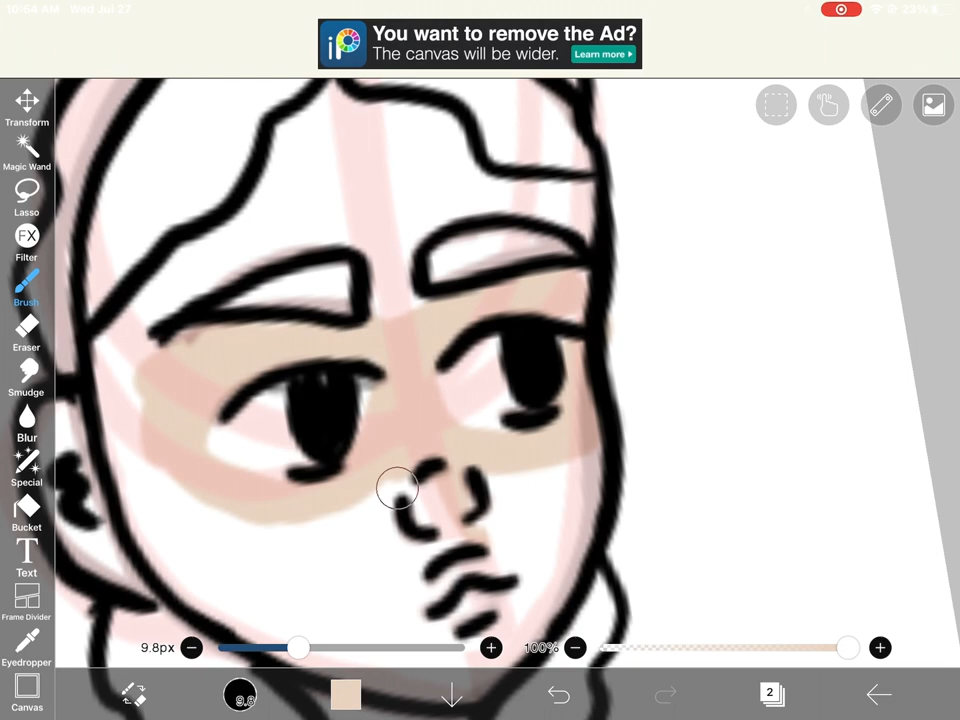 10:54 AM Wed Jul 27
23%
iP
You want to remove the Ad?
The canvas will be wider.
Learn more
Transform
Magic Wand
Lasso
FX
Filter
Brush
Eraser
Smudge
Blur
Special
Bucket
T
Text
Frame Divider
Eyedropper
Canvas
9.8px
100%
9.8
2